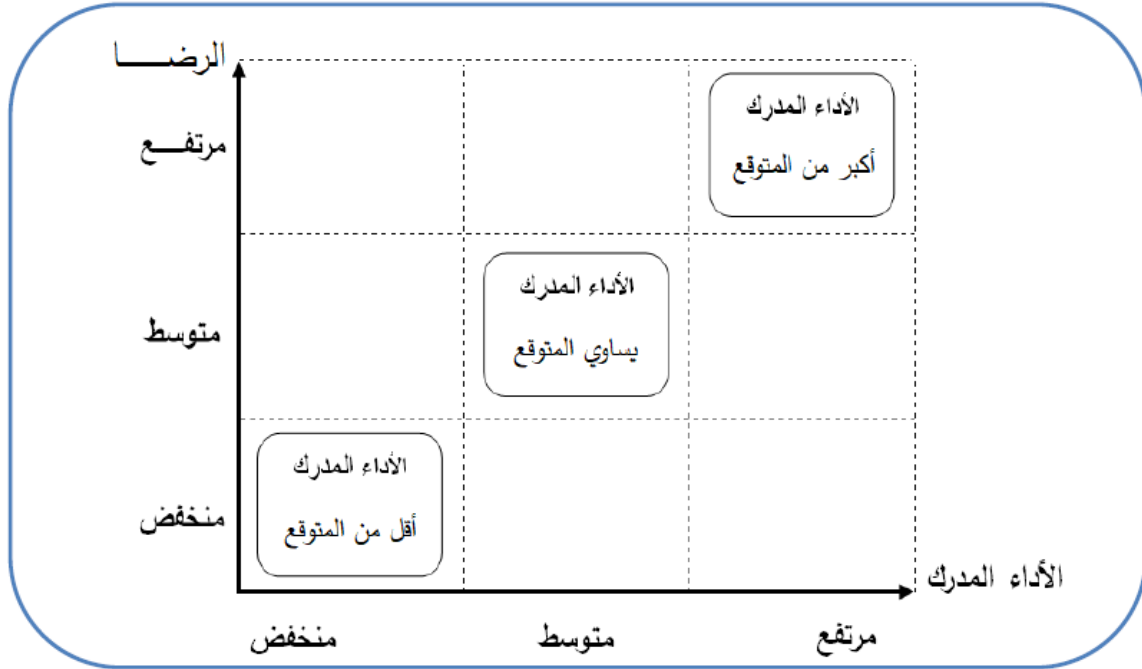 الرضــــا
مرتفـــع
الأداء المدرك
أكبر من المتوقع
متوسط
الأداء المدرك
يساوي المتوقع
منخفض
الأداء المدرك
أقل من المتوقع
الأداء المدرك
مرتفع
متوسط
منخفض